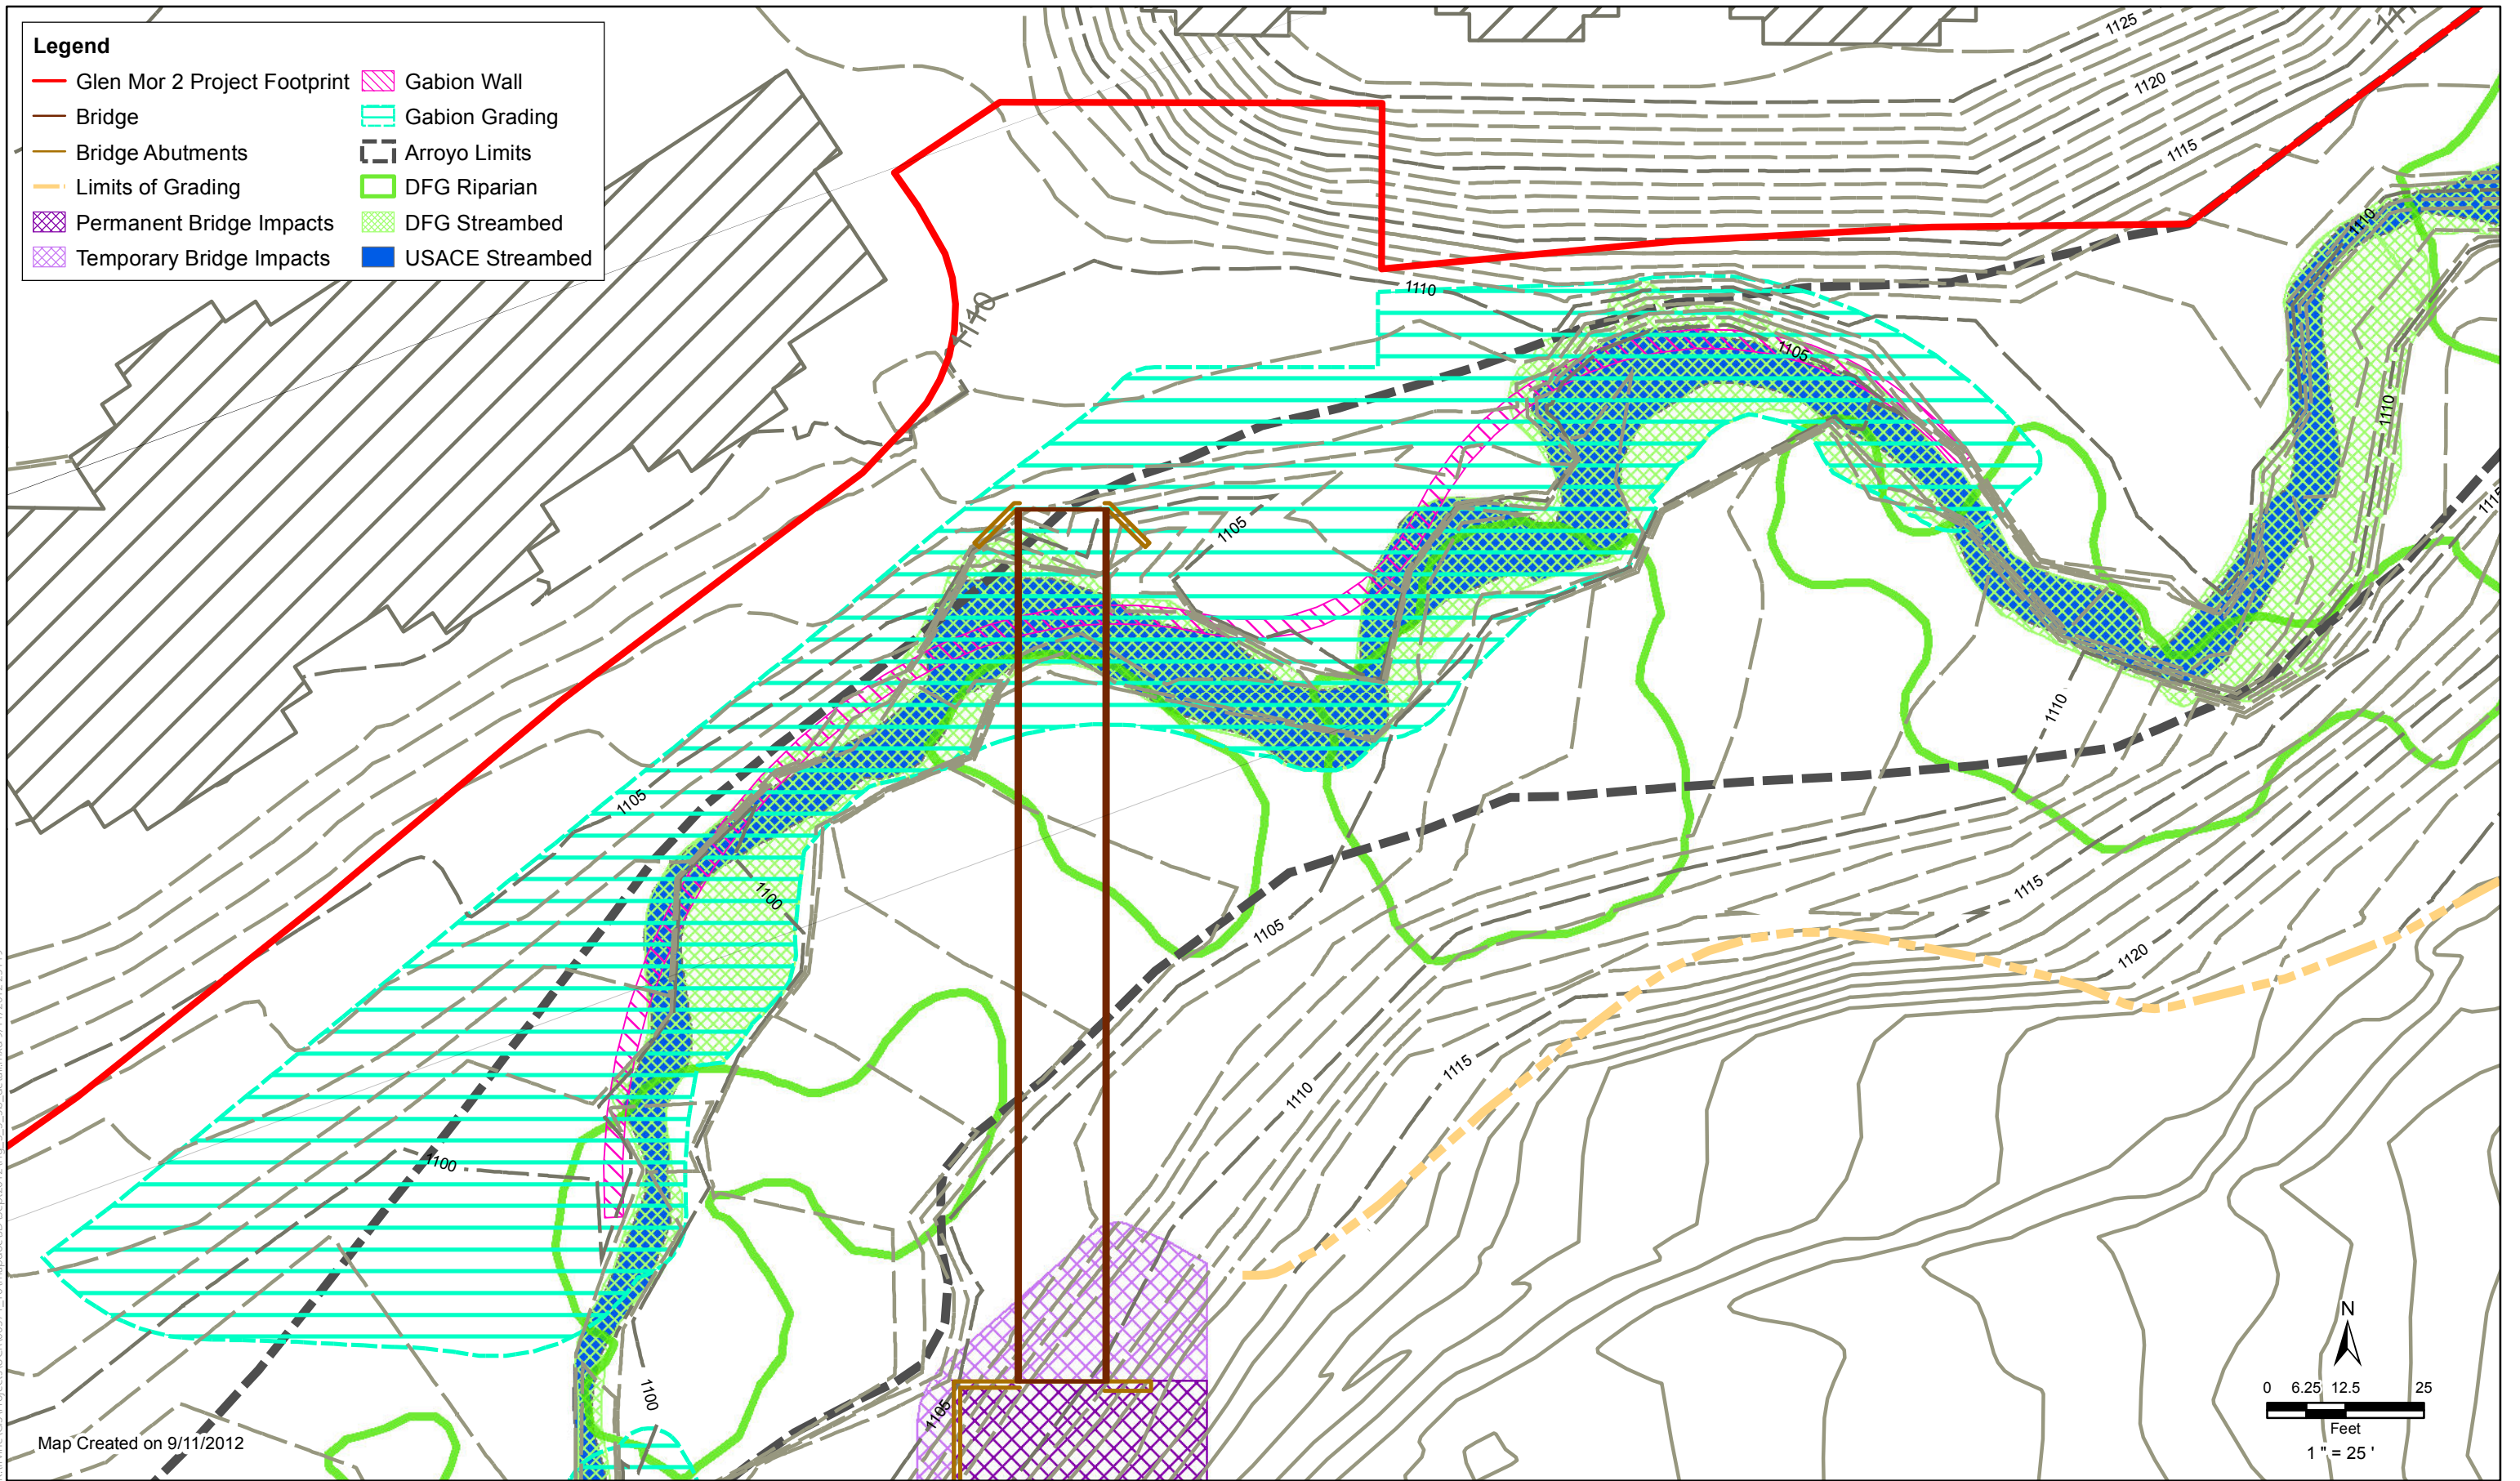 Legend
Glen Mor 2 Project Footprint
Bridge
Bridge Abutments
Limits of Grading
Permanent Bridge Impacts
Temporary Bridge Impacts
Gabion Wall
Gabion Grading
Arroyo Limits
DFG Riparian
DFG Streambed
USACE Streambed
1125
1120
1115
1110
1110
1110
1105
1110
1115
1105
1110
1105
1100
1105
1115
1120
1115
1110
1100
1100
1105
N
0 6.25 12.5 25
Feet
1 " = 25 '
Map Created on 9/11/2012